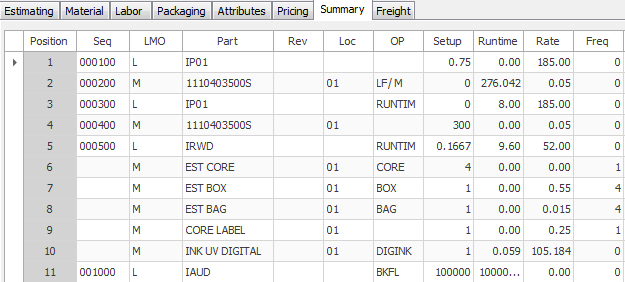 Estimating Material Labor Packaging Attributes Pricing Summary Freight
Position Seq LMO Part Rev Loc OP Setup Runtime Rate Freq
1 000100 L IP01 0.75 0.00 185.00 0
2 000200 M 1110403500S 01 LF/M 0 276.042 0.05 0
3 000300 L IP01 RUNTIM 0 8.00 185.00 0
4 000400 M 1110403500S 01 300 0.00 0.05 0
5 000500 L IRWD RUNTIM 0.1667 9.60 52.00 0
6 M EST CORE 01 CORE 4 0.00 0.00 1
7 M EST BOX 01 BOX 1 0.00 0.55 4
8 M EST BAG 01 BAG 1 0.00 0.015 4
9 M CORE LABEL 01 1 0.00 0.25 1
10 M INK UV DIGITAL 01 DIGINK 1 0.059 105.184 0
11 001000 L IAUD BKFL 100000 10000... 0.00 0